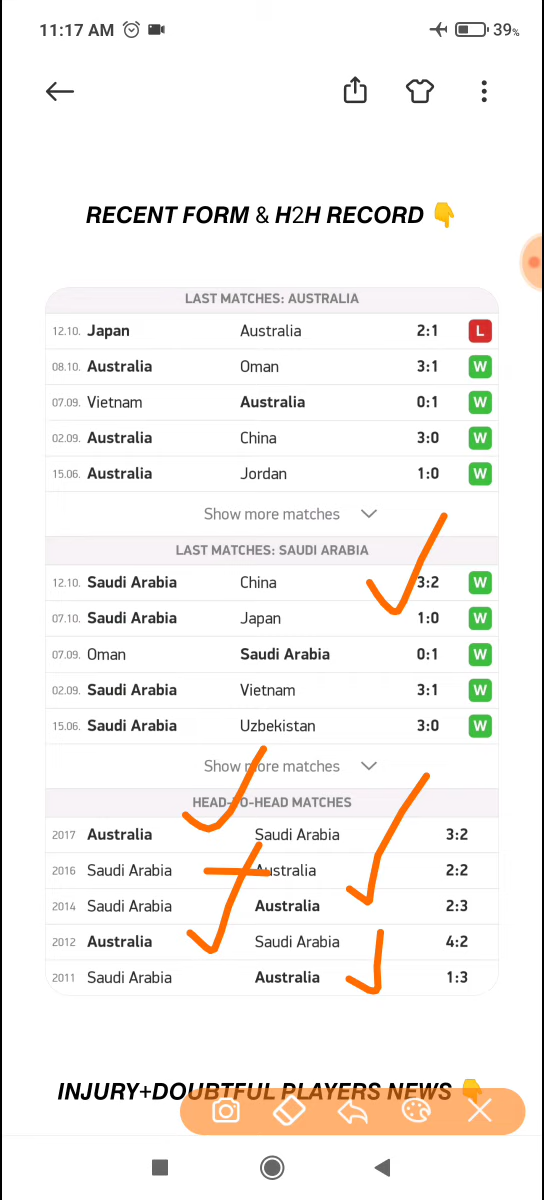 11:17 AM 39%
RECENT FORM & H2H RECORD 👇
LAST MATCHES: AUSTRALIA
12.10. Japan Australia 2:1 L
08.10. Australia Oman 3:1 W
07.09. Vietnam Australia 0:1 W
02.09. Australia China 3:0 W
15.06. Australia Jordan 1:0 W
Show more matches
LAST MATCHES: SAUDI ARABIA
12.10. Saudi Arabia China 3:2 W
07.10. Saudi Arabia Japan 1:0 W
07.09. Oman Saudi Arabia 0:1 W
02.09. Saudi Arabia Vietnam 3:1 W
15.06. Saudi Arabia Uzbekistan 3:0 W
Show more matches
HEAD-TO-HEAD MATCHES
2017 Australia Saudi Arabia 3:2
2016 Saudi Arabia Australia 2:2
2014 Saudi Arabia Australia 2:3
2012 Australia Saudi Arabia 4:2
2011 Saudi Arabia Australia 1:3
INJURY+DOUBTFUL PLAYERS NEWS 👇